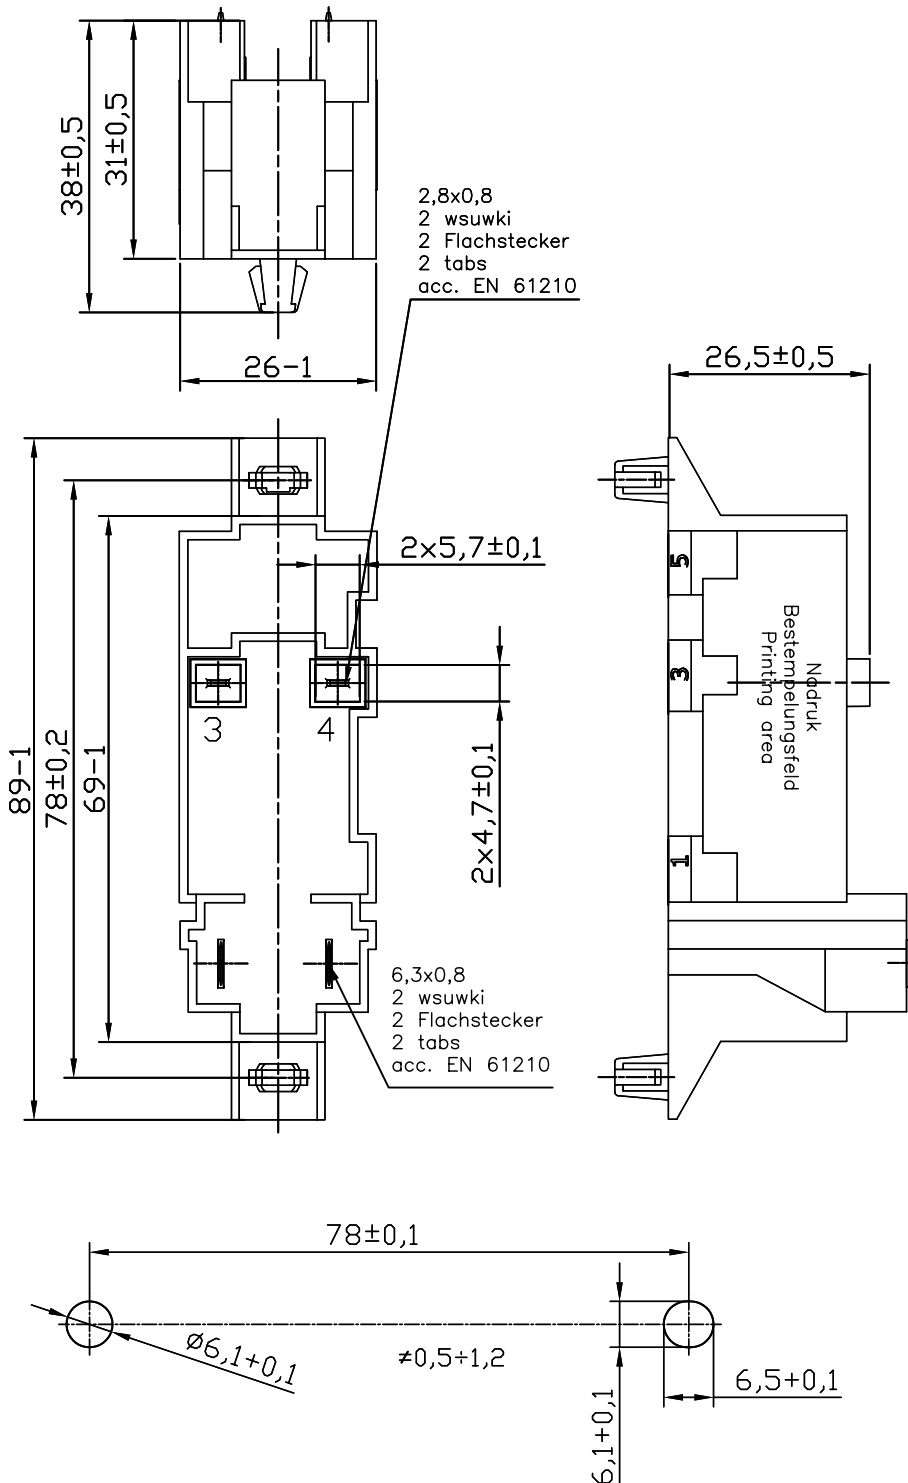 38±0,5
31±0,5
26-1
2,8x0,8
2 wsuwki
2 Flachstecker
2 tabs
acc. EN 61210
26,5±0,5
89-1
78±0,2
69-1
2x5,7±0,1
2x4,7±0,1
3
4
6,3x0,8
2 wsuwki
2 Flachstecker
2 tabs
acc. EN 61210
5
3
1
Nadruk
Bestempelungsfeld
Printing area
78±0,1
ø6,1+0,1
≠0,5÷1,2
6,1+0,1
6,5+0,1